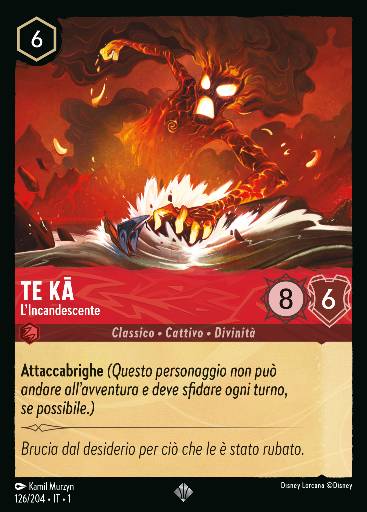 6
TE KĀ
L'Incandescente
8
6
Classico • Cattivo • Divinità
Attaccabrighe (Questo personaggio non può
andare all'avventura e deve sfidare ogni turno,
se possibile.)
Brucia dal desiderio per ciò che le è stato rubato.
Kamil Murzyn
Disney Lorcana ©Disney
126/204 • IT • 1